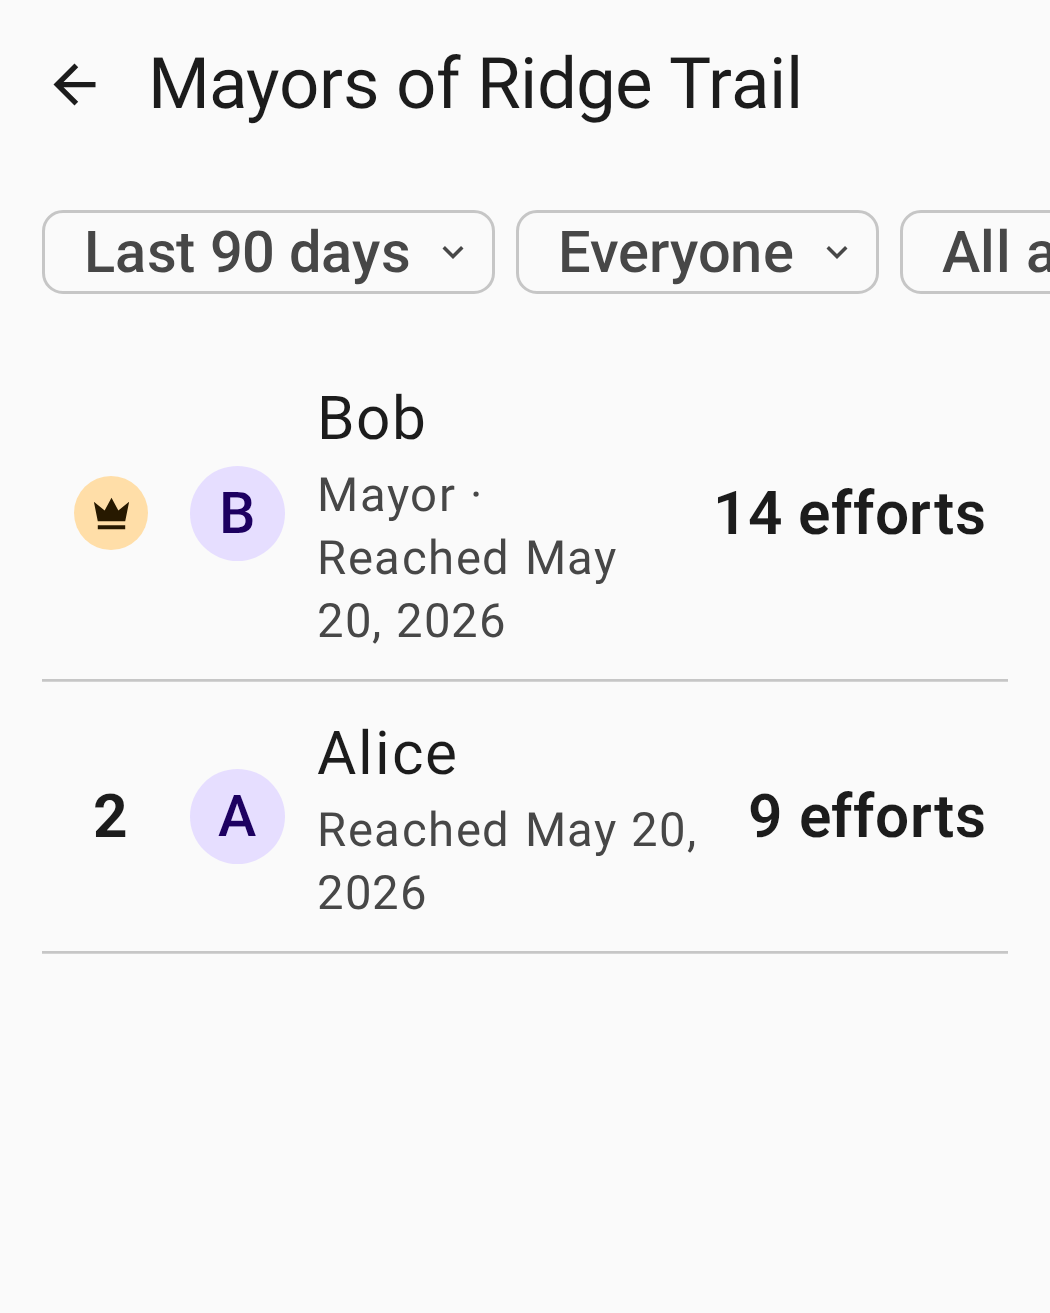 Mayors of Ridge Trail
Last 90 days
Everyone
All a
Bob
B
Mayor ·
Reached May
20, 2026
14 efforts
2
A
Alice
Reached May 20,
2026
9 efforts